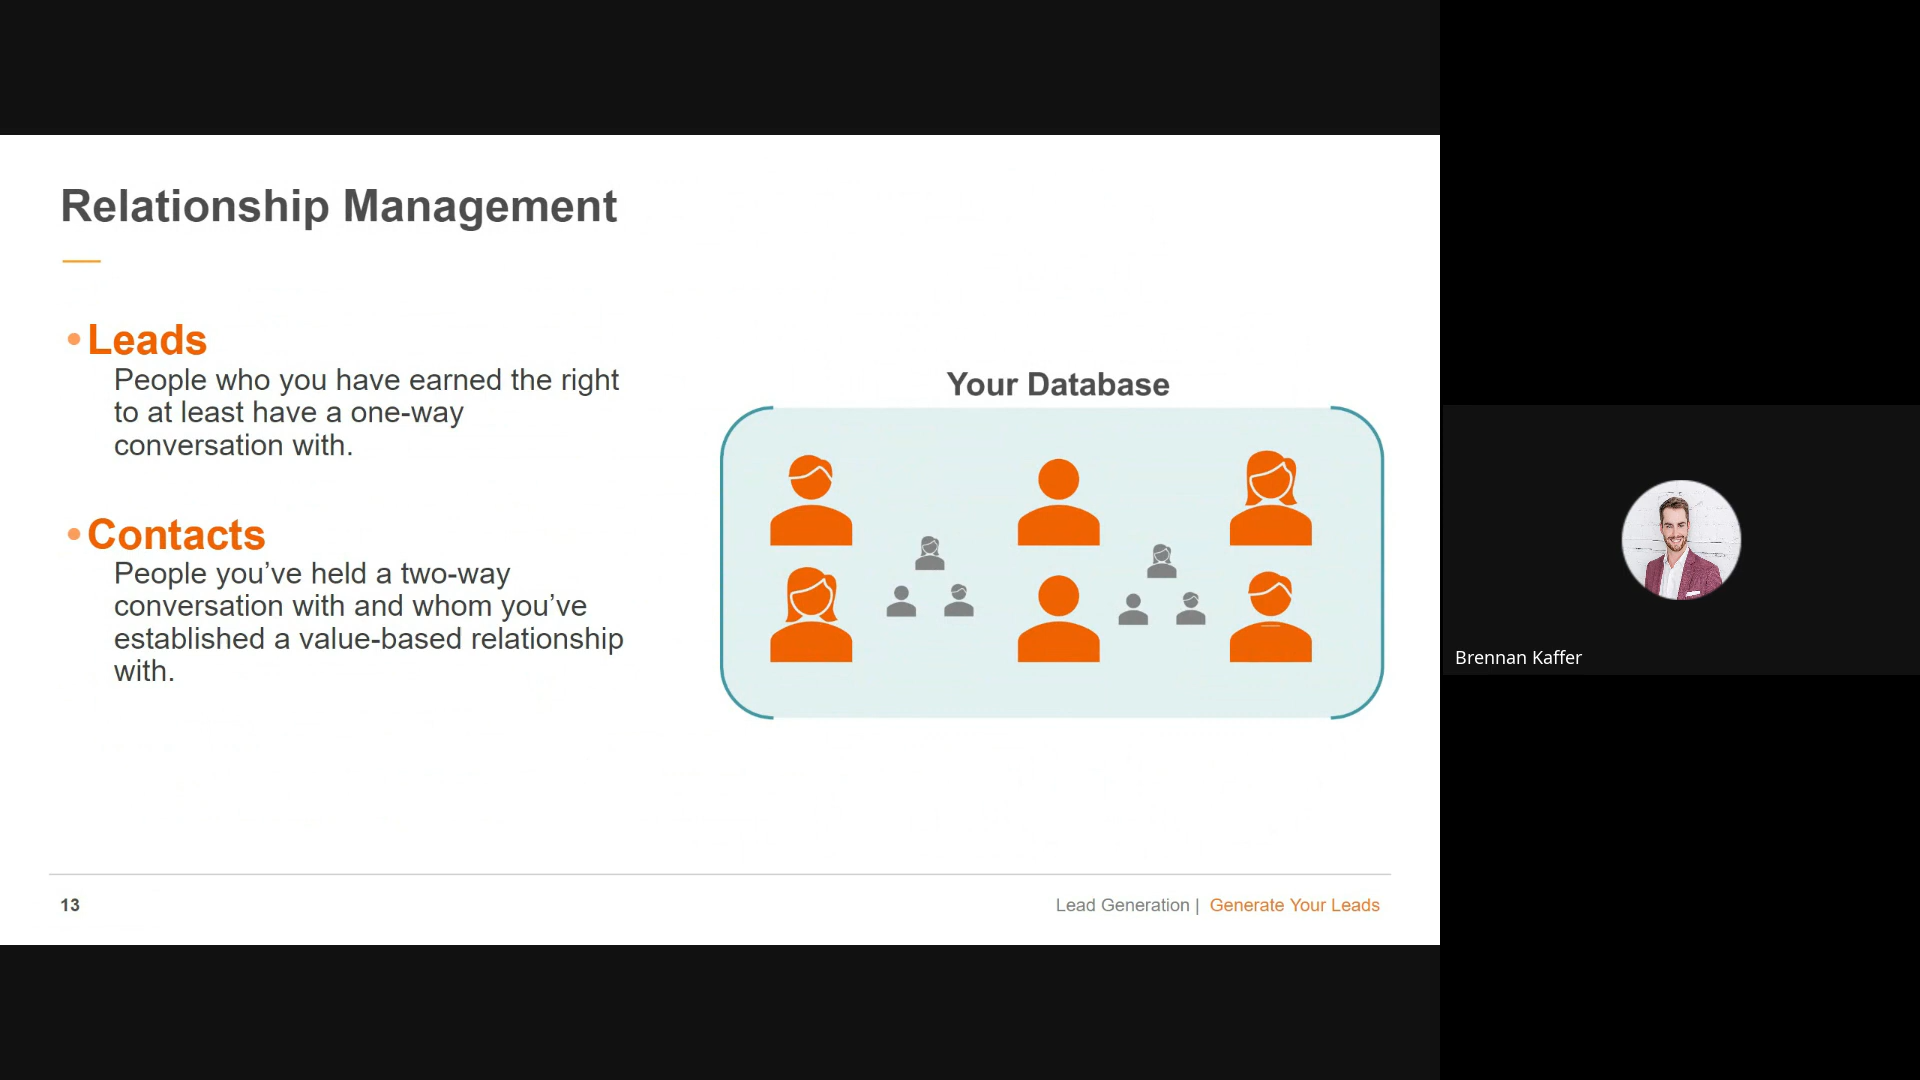 Relationship Management
•Leads
People who you have earned the right
to at least have a one-way
conversation with.
•Contacts
People you’ve held a two-way
conversation with and whom you’ve
established a value-based relationship
with.
Your Database
13
Lead Generation | Generate Your Leads
Brennan Kaffer